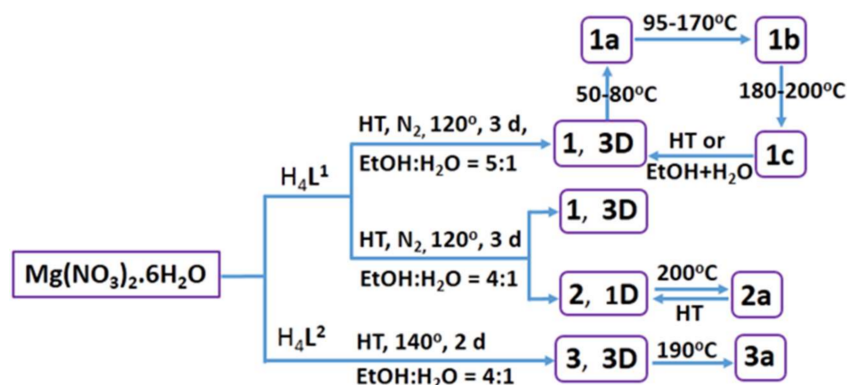 1a
95-170°C
1b
50-80°C
180-200°C
HT, N₂, 120°, 3 d,
EtOH:H₂O = 5:1
1, 3D
HT or
EtOH+H₂O
1c
H₄L¹
HT, N₂, 120°, 3 d
EtOH:H₂O = 4:1
1, 3D
Mg(NO₃)₂.6H₂O
2, 1D
200°C
HT
2a
H₄L²
HT, 140°, 2 d
EtOH:H₂O = 4:1
3, 3D
190°C
3a